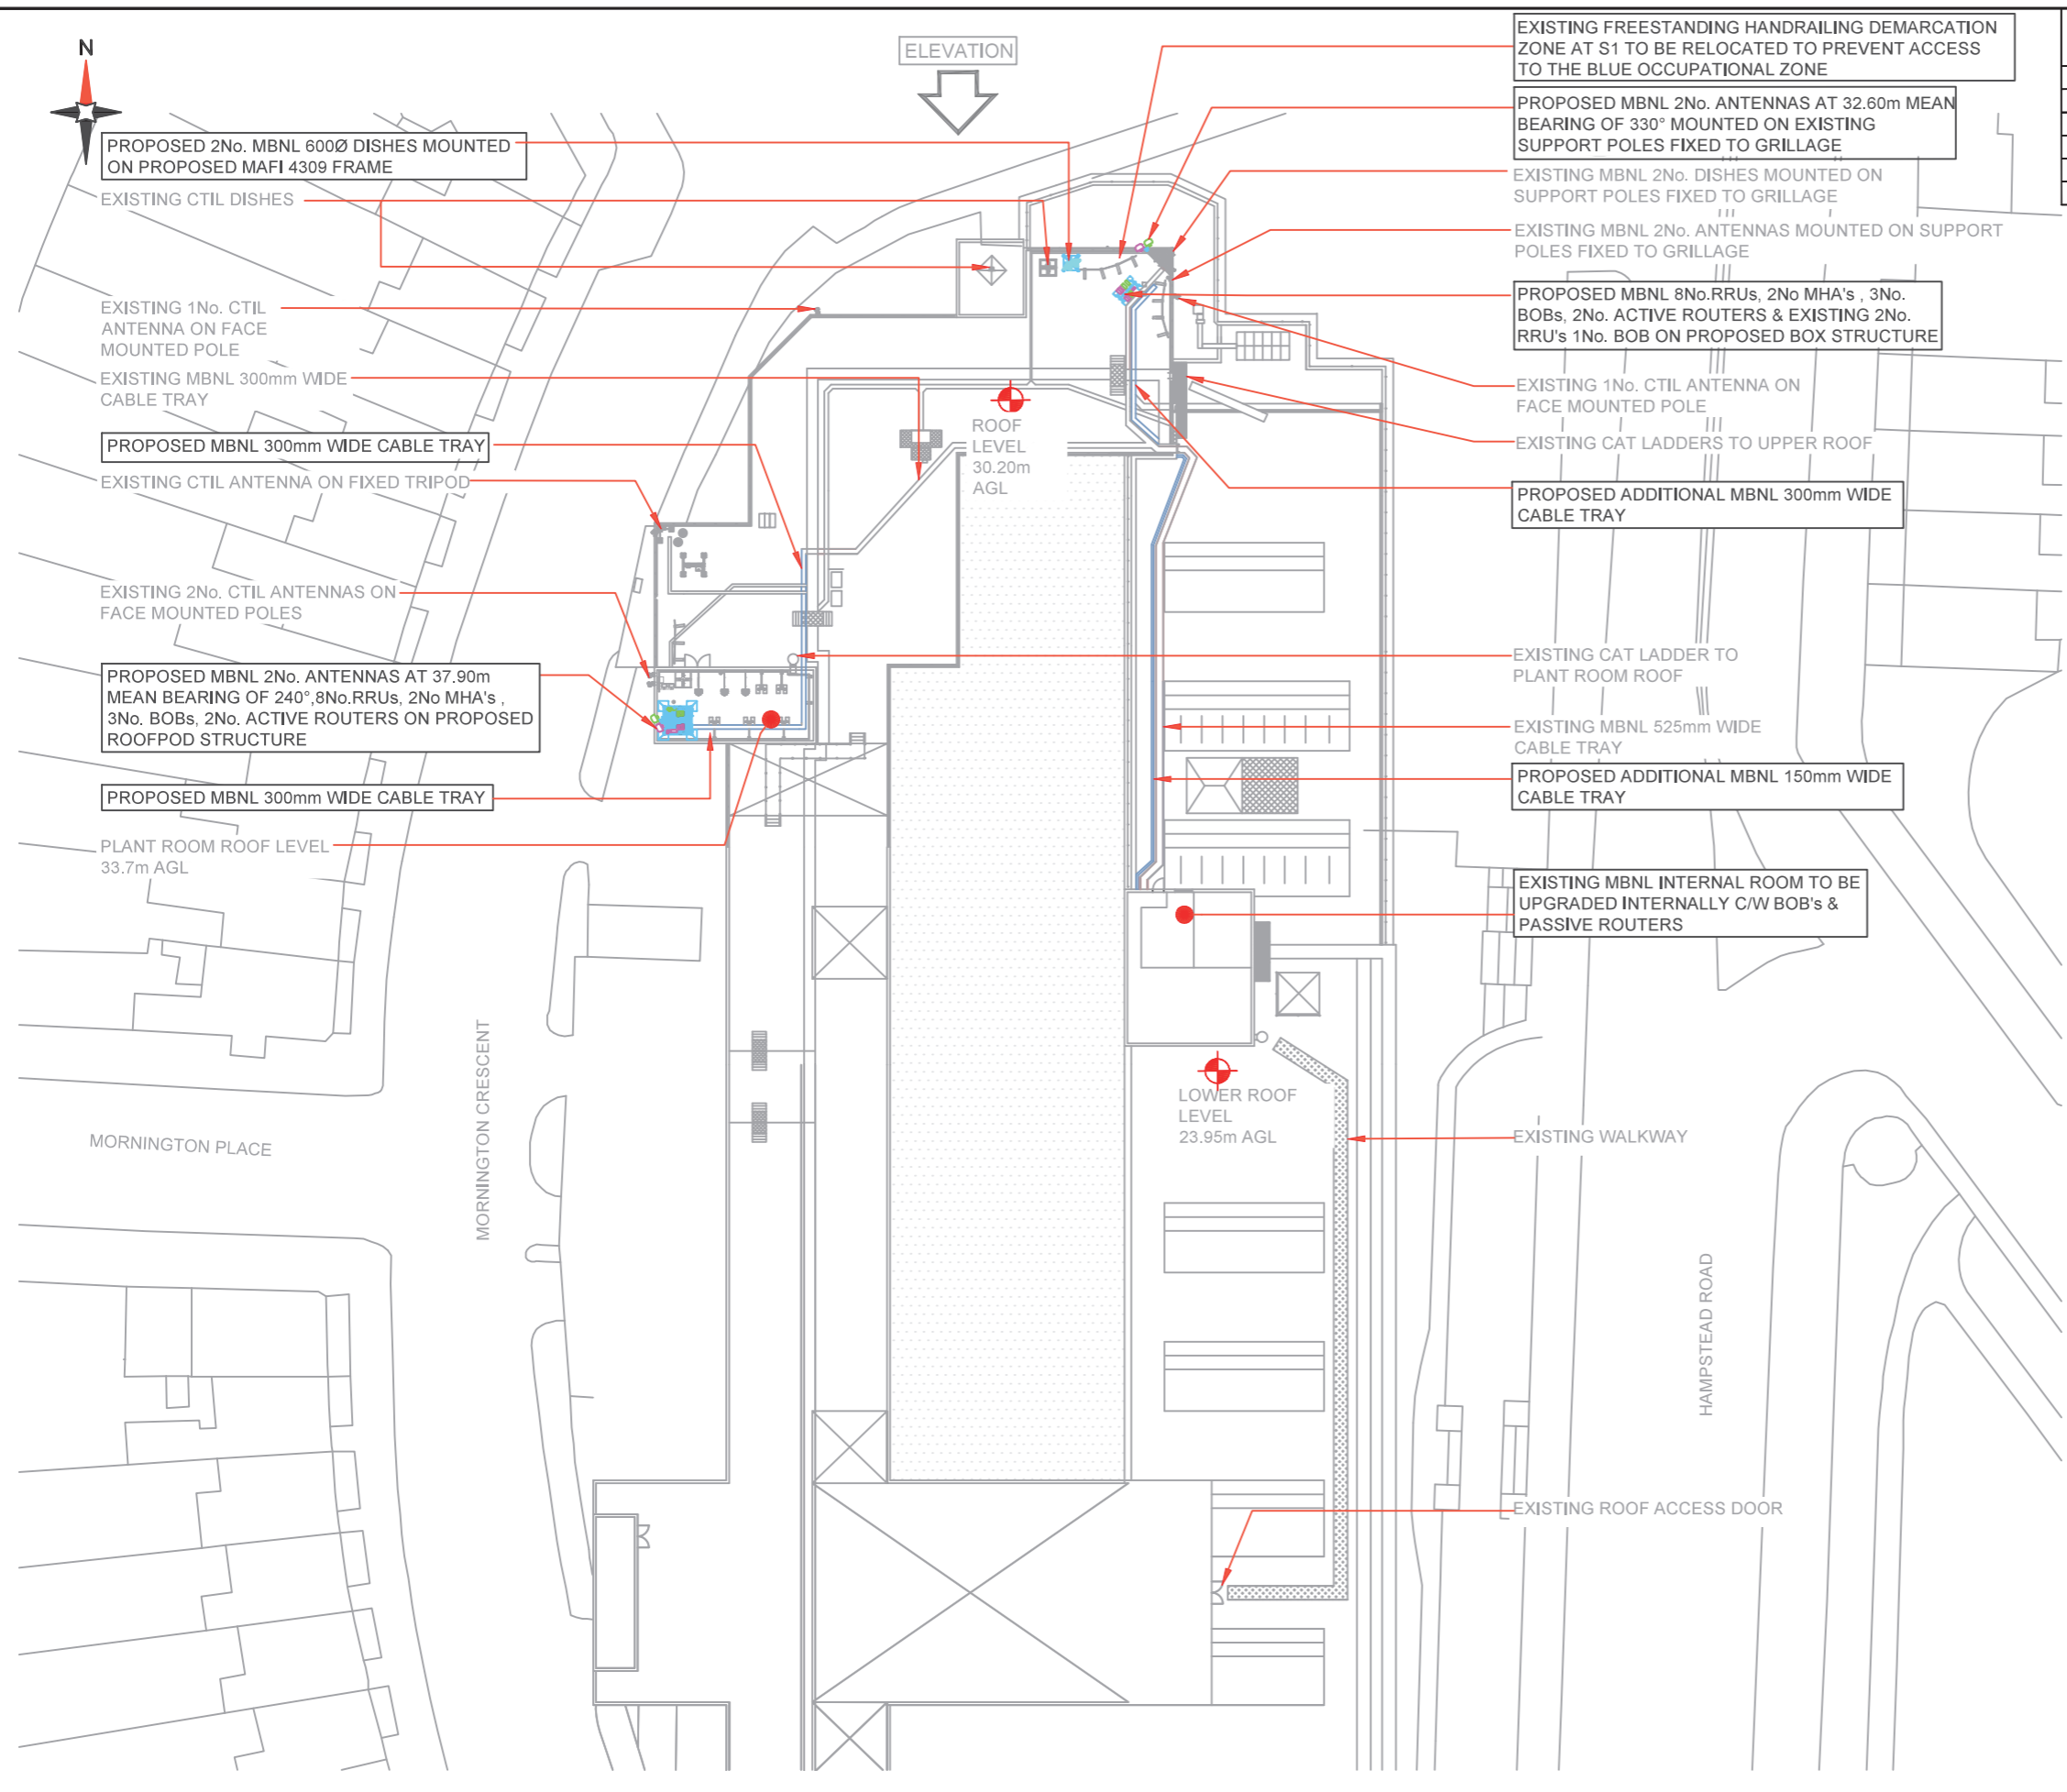 N
ELEVATION
PROPOSED 2No. MBNL 600Ø DISHES MOUNTED
ON PROPOSED MAFI 4309 FRAME
EXISTING CTIL DISHES
EXISTING 1No. CTIL
ANTENNA ON FACE
MOUNTED POLE
EXISTING MBNL 300mm WIDE
CABLE TRAY
PROPOSED MBNL 300mm WIDE CABLE TRAY
EXISTING CTIL ANTENNA ON FIXED TRIPOD
EXISTING 2No. CTIL ANTENNAS ON
FACE MOUNTED POLES
PROPOSED MBNL 2No. ANTENNAS AT 37.90m
MEAN BEARING OF 240°,8No.RRUs, 2No MHA's ,
3No. BOBs, 2No. ACTIVE ROUTERS ON PROPOSED
ROOFPOD STRUCTURE
PROPOSED MBNL 300mm WIDE CABLE TRAY
PLANT ROOM ROOF LEVEL
33.7m AGL
ROOF
LEVEL
30.20m
AGL
EXISTING FREESTANDING HANDRAILING DEMARCATION
ZONE AT S1 TO BE RELOCATED TO PREVENT ACCESS
TO THE BLUE OCCUPATIONAL ZONE
PROPOSED MBNL 2No. ANTENNAS AT 32.60m MEAN
BEARING OF 330° MOUNTED ON EXISTING
SUPPORT POLES FIXED TO GRILLAGE
EXISTING MBNL 2No. DISHES MOUNTED ON
SUPPORT POLES FIXED TO GRILLAGE
EXISTING MBNL 2No. ANTENNAS MOUNTED ON SUPPORT
POLES FIXED TO GRILLAGE
PROPOSED MBNL 8No.RRUs, 2No MHA's , 3No.
BOBs, 2No. ACTIVE ROUTERS & EXISTING 2No.
RRU's 1No. BOB ON PROPOSED BOX STRUCTURE
EXISTING 1No. CTIL ANTENNA ON
FACE MOUNTED POLE
EXISTING CAT LADDERS TO UPPER ROOF
PROPOSED ADDITIONAL MBNL 300mm WIDE
CABLE TRAY
EXISTING CAT LADDER TO
PLANT ROOM ROOF
EXISTING MBNL 525mm WIDE
CABLE TRAY
PROPOSED ADDITIONAL MBNL 150mm WIDE
CABLE TRAY
EXISTING MBNL INTERNAL ROOM TO BE
UPGRADED INTERNALLY C/W BOB's &
PASSIVE ROUTERS
LOWER ROOF
LEVEL
23.95m AGL
EXISTING WALKWAY
EXISTING ROOF ACCESS DOOR
MORNINGTON PLACE
MORNINGTON CRESCENT
HAMPSTEAD ROAD